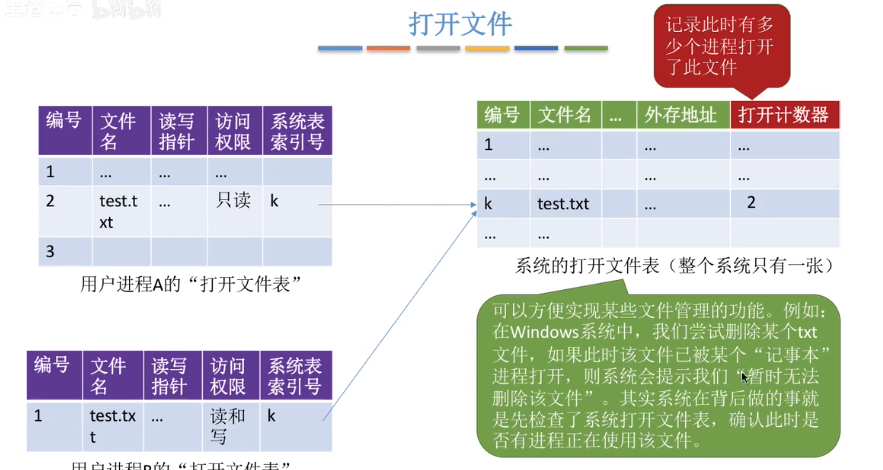 bilibili
打开文件
记录此时有多
少个进程打开
了此文件
编号 文件名 读写指针 访问权限 系统表索引号
1 ... ... ...
2 test.txt ... 只读 k
3
用户进程A的“打开文件表”
编号 文件名 ... 外存地址 打开计数器
1 ... ... ...
... ... ... ...
k test.txt ... 2
... ...
系统的打开文件表（整个系统只有一张）
可以方便实现某些文件管理的功能。例如：
在Windows系统中，我们尝试删除某个txt
文件，如果此时该文件已被某个“记事本”
进程打开，则系统会提示我们“暂时无法
删除该文件”。其实系统在背后做的事就
是先检查了系统打开文件表，确认此时是
否有进程正在使用该文件。
编号 文件名 读写指针 访问权限 系统表索引号
1 test.txt ... 读和写 k
用户进程B的“打开文件表”